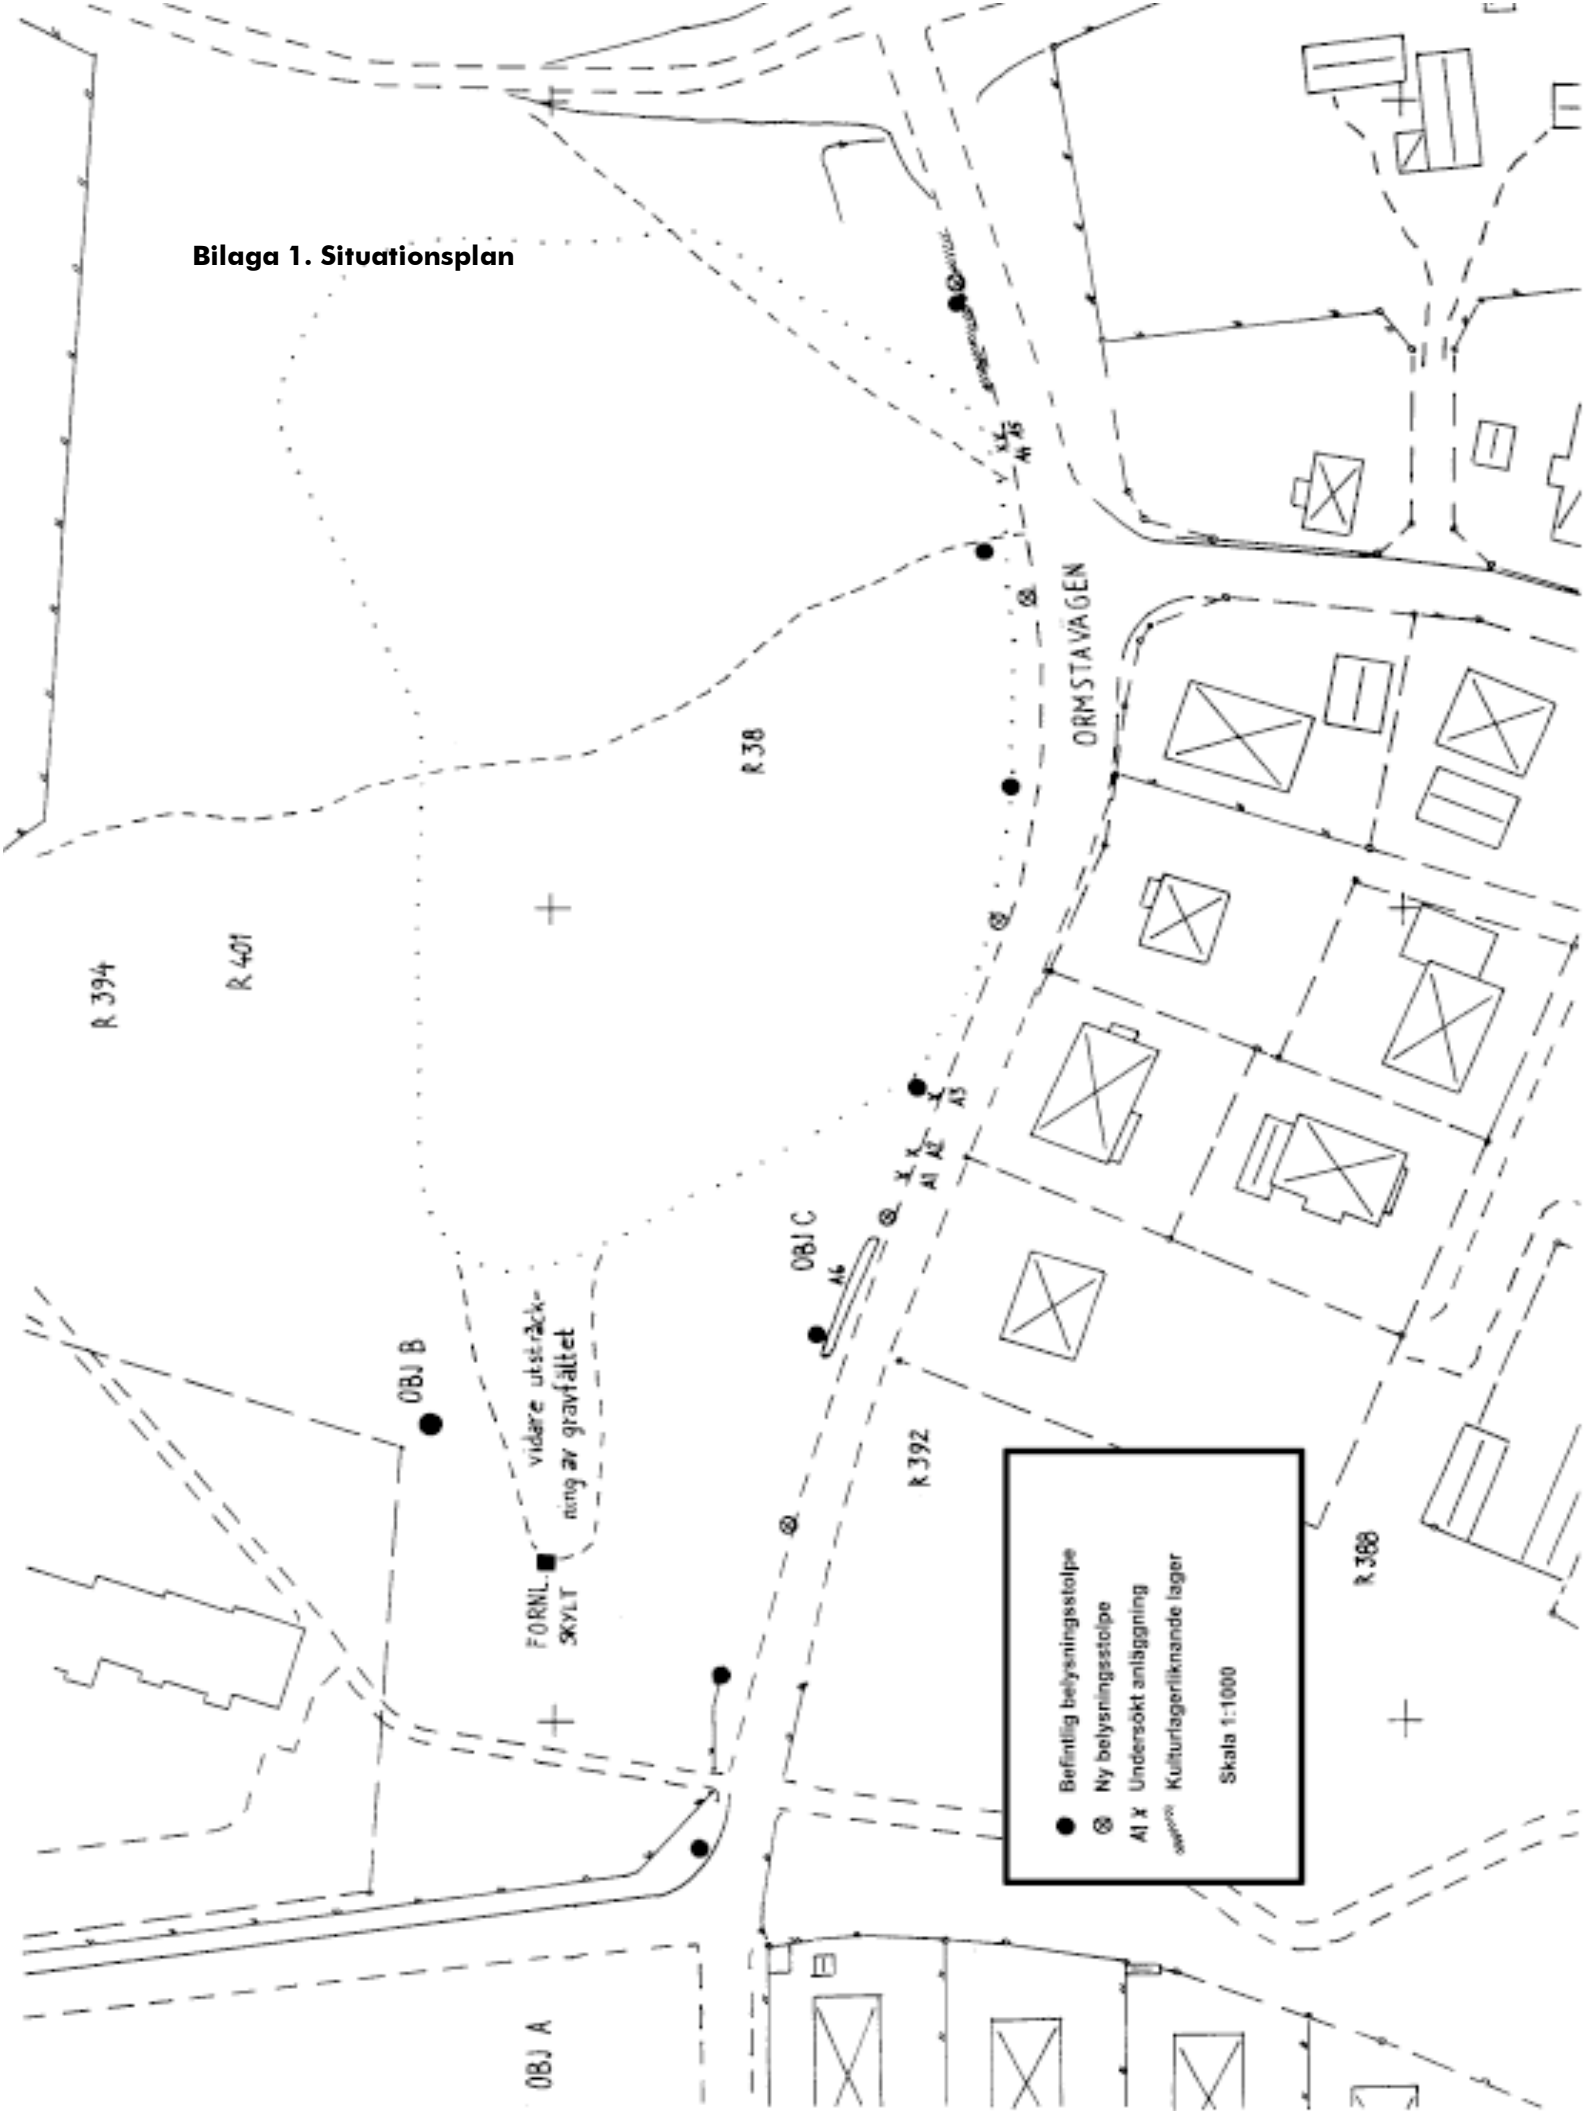 Bilaga 1. Situationsplan
R 394
R 401
R 38
ORMSTAVÄGEN
A4
A5
A3
A2
A1
OBJ C
A6
OBJ B
vidare utsträck-
ning av gravfältet
FORNL.
SKYLT
R 392
R 388
OBJ A
Befintlig belysningsstolpe
Ny belysningsstolpe
A1 x Undersökt anläggning
Kulturlagerliknande lager
Skala 1:1000